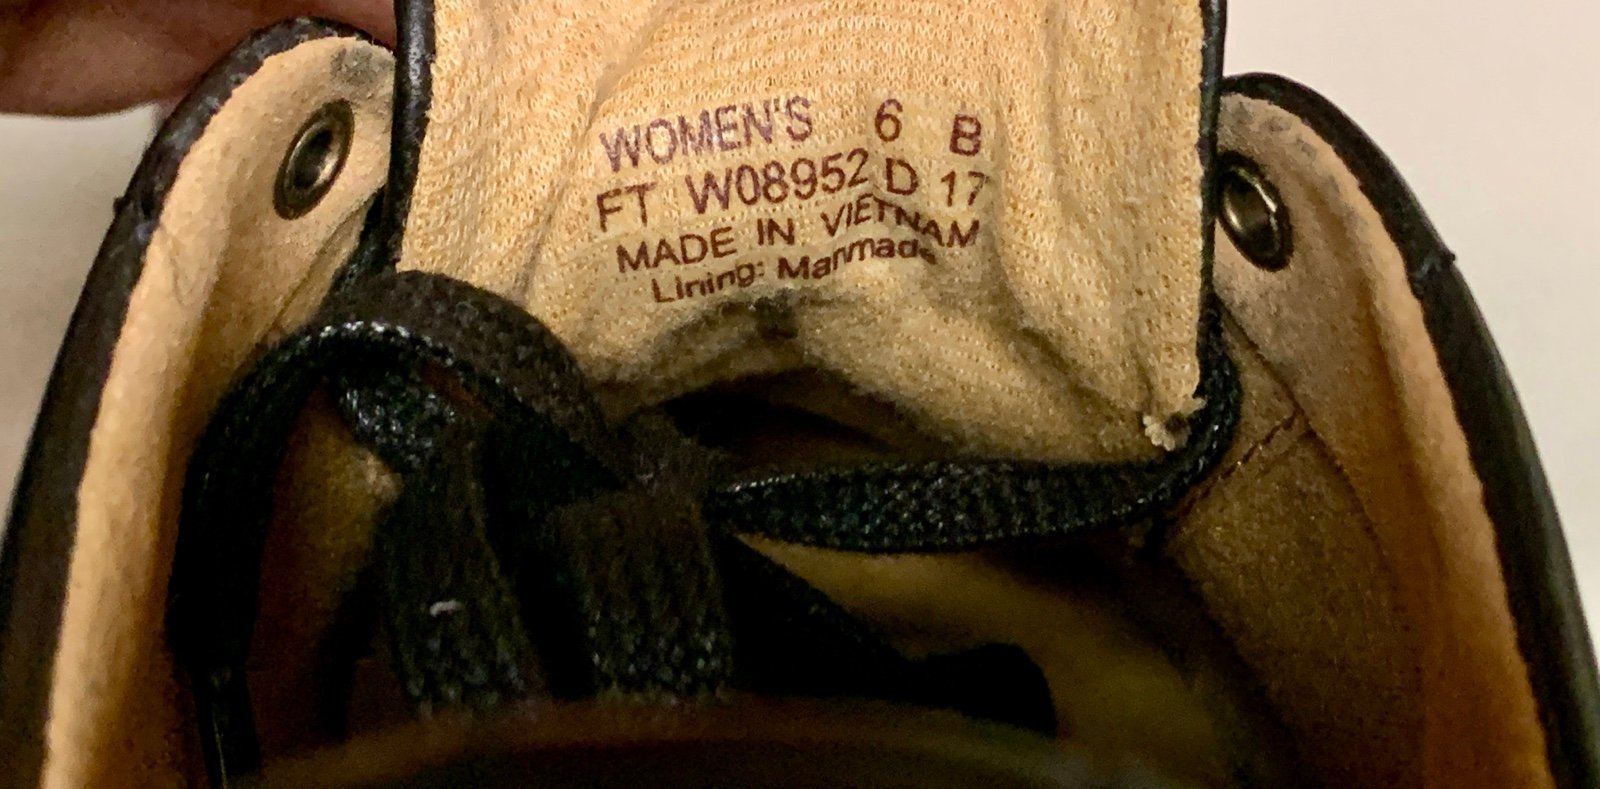 WOMEN'S 6 B
FT W08952 D 17
MADE IN VIETNAM
Lining: Manmade